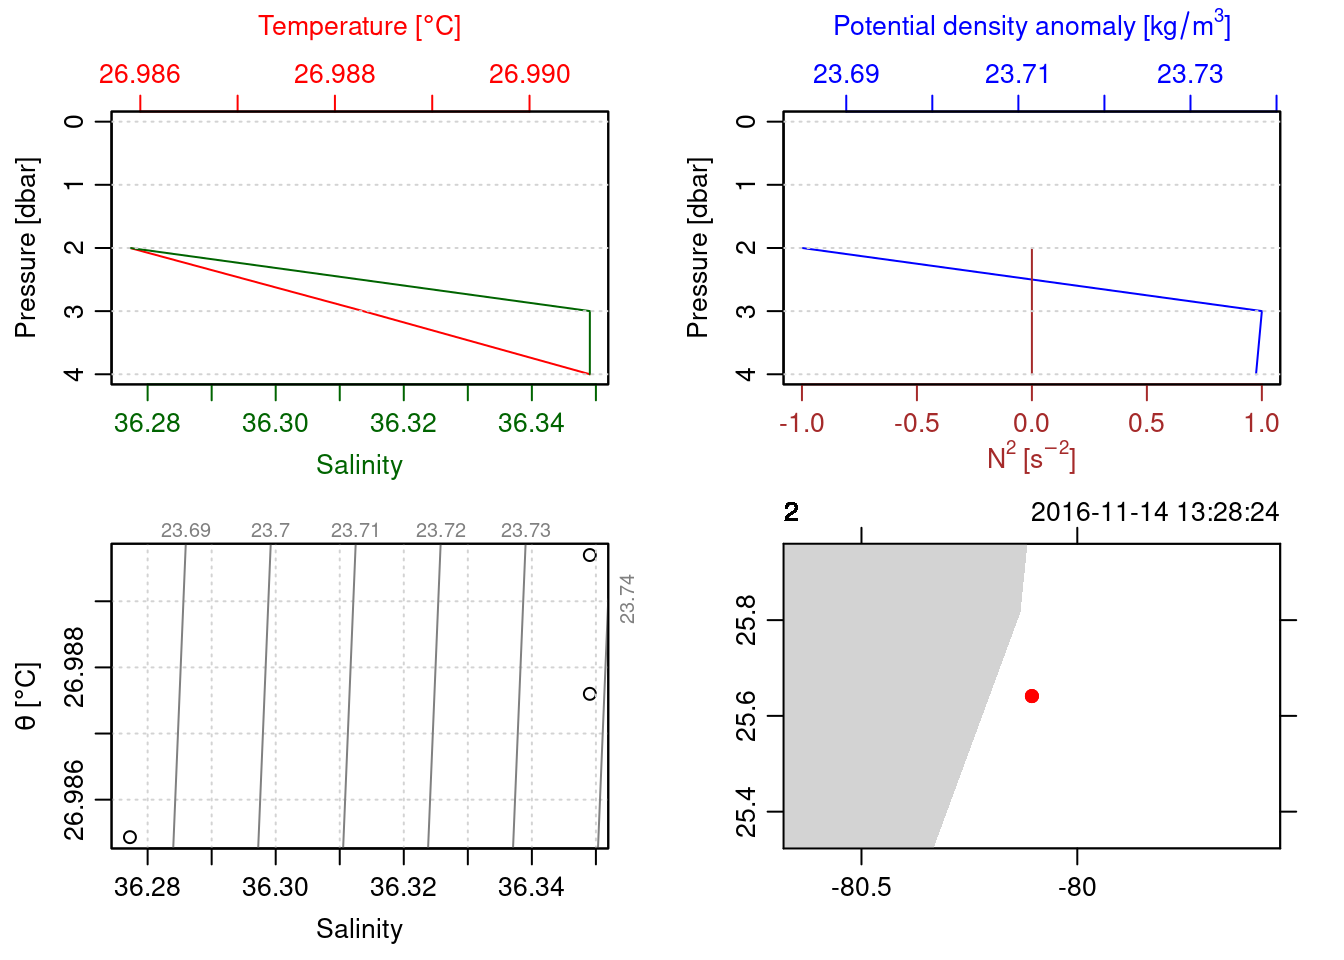 Temperature [°C]
26.986 26.988 26.990
Pressure [dbar]
0
1
2
3
4
36.28 36.30 36.32 36.34
Salinity
Potential density anomaly [kg/m³]
23.69 23.71 23.73
Pressure [dbar]
0
1
2
3
4
-1.0 -0.5 0.0 0.5 1.0
N² [s⁻²]
23.69 23.7 23.71 23.72 23.73
23.74
θ [°C]
26.988
26.986
36.28 36.30 36.32 36.34
Salinity
2 2016-11-14 13:28:24
25.8
25.6
25.4
-80.5 -80